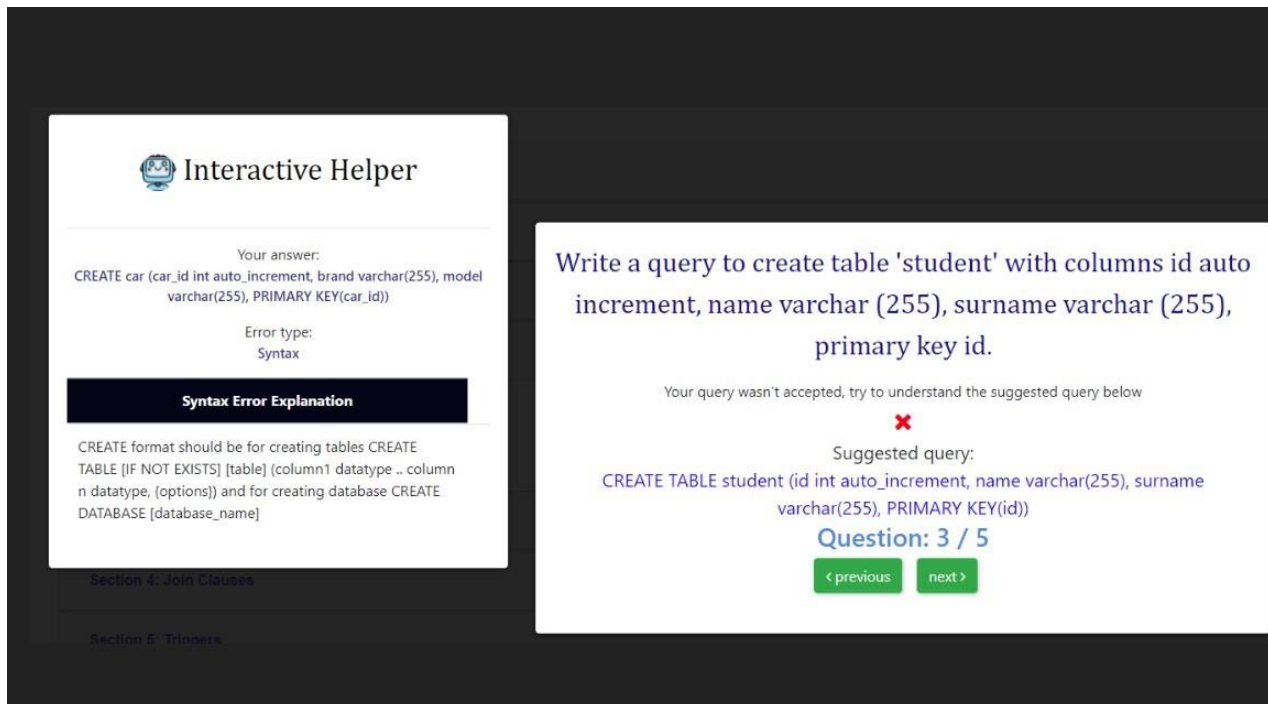 Interactive Helper
Your answer:
CREATE car (car_id int auto_increment, brand varchar(255), model
varchar(255), PRIMARY KEY(car_id))
Error type:
Syntax
Syntax Error Explanation
CREATE format should be for creating tables CREATE
TABLE [IF NOT EXISTS] [table] (column1 datatype .. column
n datatype, {options}) and for creating database CREATE
DATABASE [database_name]
Section 4: Join Clauses
Section 5: Triggers
Write a query to create table 'student' with columns id auto
increment, name varchar (255), surname varchar (255),
primary key id.
Your query wasn't accepted, try to understand the suggested query below
Suggested query:
CREATE TABLE student (id int auto_increment, name varchar(255), surname
varchar(255), PRIMARY KEY(id))
Question: 3 / 5
‹ previous next ›